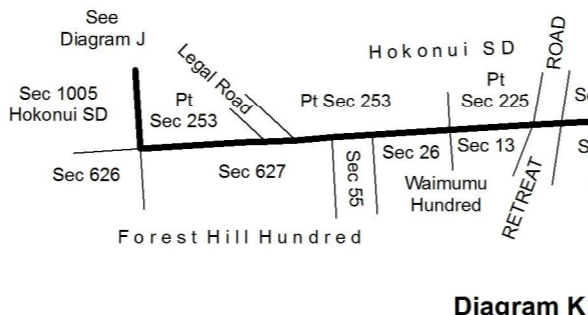 See
Diagram J
Hokonui SD
ROAD
Legal Road
Sec 1005
Hokonui SD
Pt
Sec 253
Pt Sec 253
Pt
Sec 225
Sec 626
Sec 627
Sec 55
Sec 26
Sec 13
Waimumu
Hundred
RETREAT
Forest Hill Hundred
Diagram K